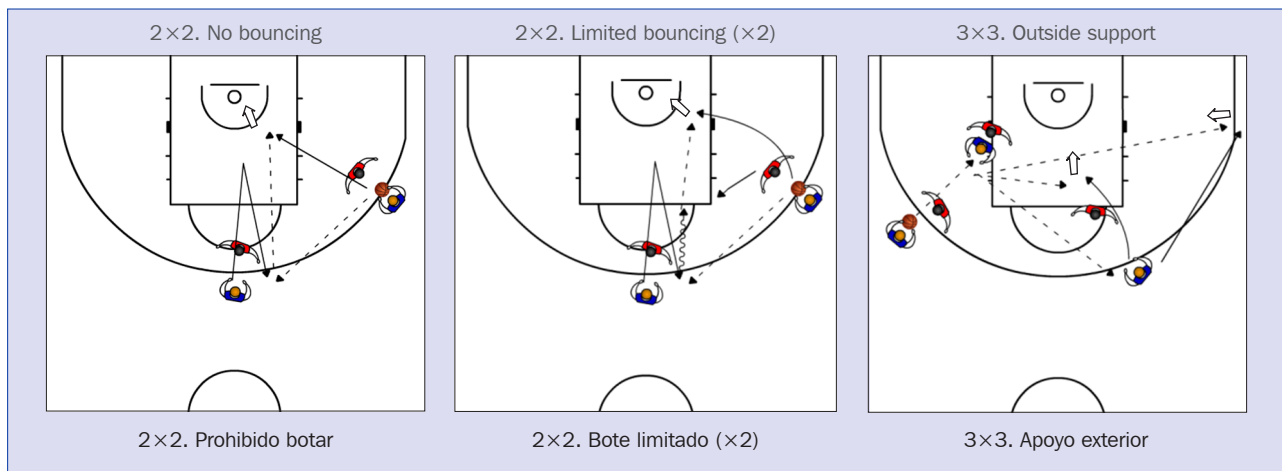 2×2. No bouncing
2×2. Limited bouncing (×2)
3×3. Outside support
2×2. Prohibido botar
2×2. Bote limitado (×2)
3×3. Apoyo exterior